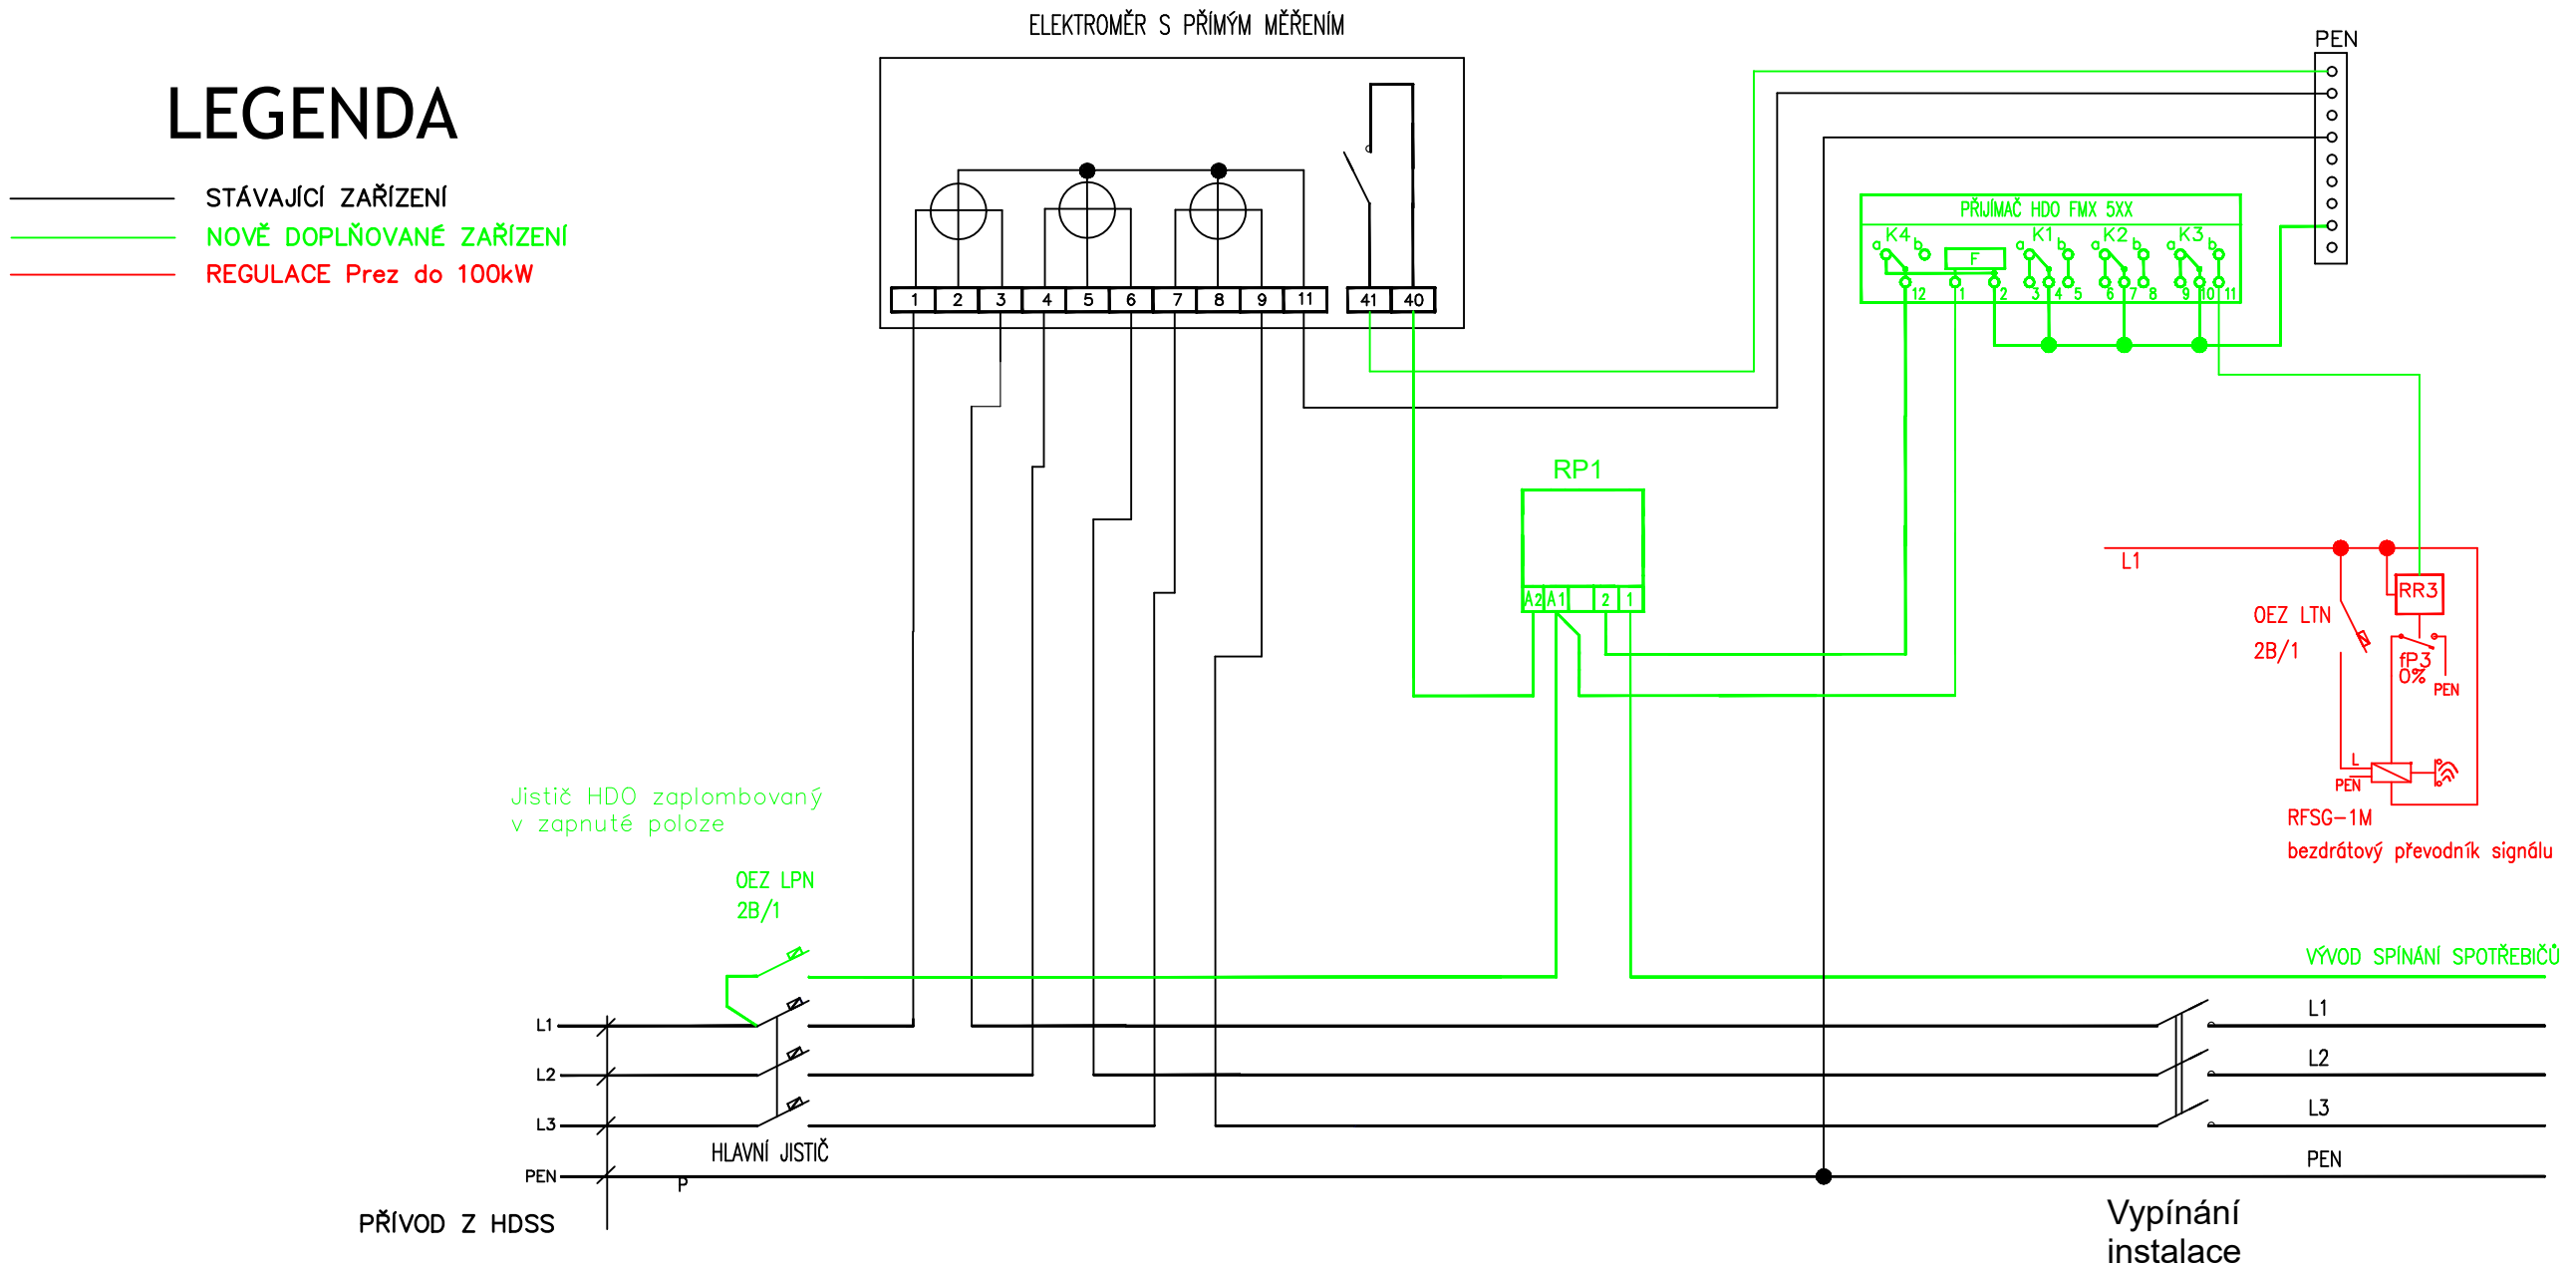 ELEKTROMĚR S PŘÍMÝM MĚŘENÍM
PEN
LEGENDA
STÁVAJÍCÍ ZAŘÍZENÍ
NOVĚ DOPLŇOVANÉ ZAŘÍZENÍ
REGULACE Prez do 100kW
1 2 3 4 5 6 7 8 9 11 41 40
PŘIJÍMAČ HDO FMX 5XX
K4 K1 K2 K3
a b a b a b a b
F
12 1 2 3 4 5 6 7 8 9 10 11
RP1
A2 A1 2 1
L1
RR3
OEZ LTN
2B/1
fP3
0%
PEN
L
PEN
RFSG-1M
bezdrátový převodník signálu
Jistič HDO zaplombovaný
v zapnuté poloze
OEZ LPN
2B/1
VÝVOD SPÍNÁNÍ SPOTŘEBIČŮ
L1 L1
L2 L2
L3 L3
HLAVNÍ JISTIČ
PEN PEN
P
PŘÍVOD Z HDSS
Vypínání
instalace